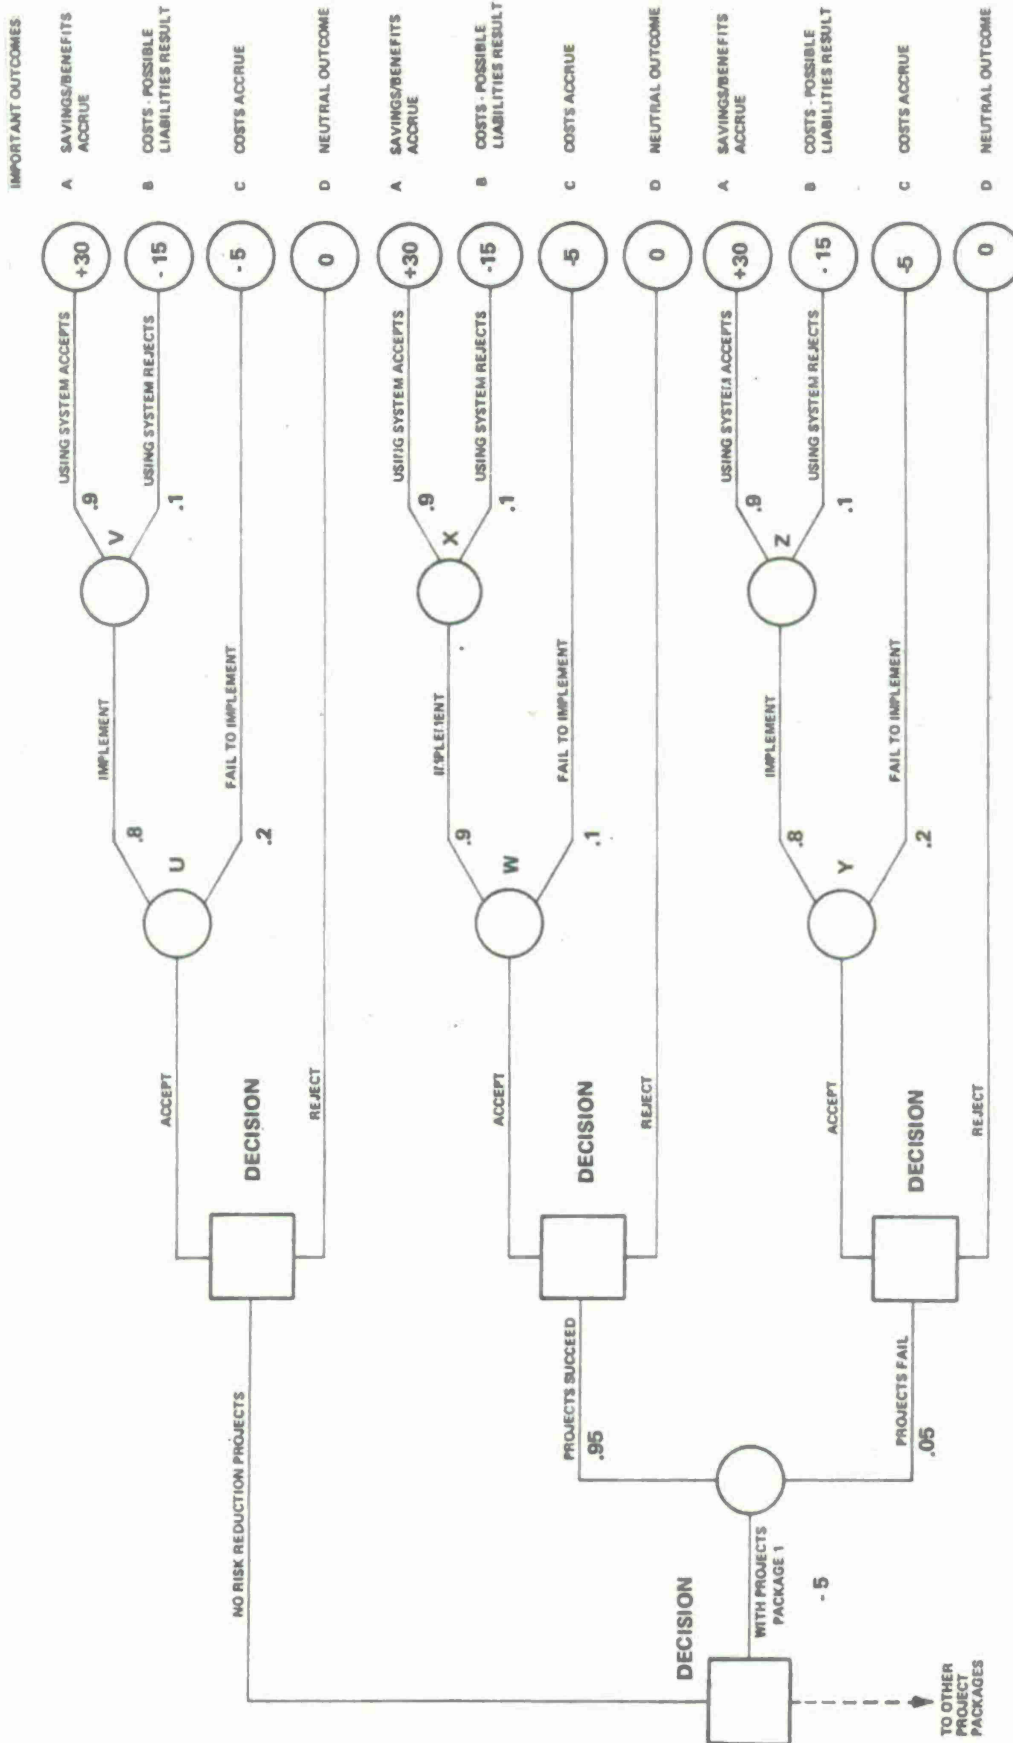 IMPORTANT OUTCOMES:
A SAVINGS/BENEFITS
ACCRUE
B COSTS - POSSIBLE
LIABILITIES RESULT
C COSTS ACCRUE
D NEUTRAL OUTCOME
A SAVINGS/BENEFITS
ACCRUE
B COSTS - POSSIBLE
LIABILITIES RESULT
C COSTS ACCRUE
D NEUTRAL OUTCOME
A SAVINGS/BENEFITS
ACCRUE
B COSTS - POSSIBLE
LIABILITIES RESULT
C COSTS ACCRUE
D NEUTRAL OUTCOME
+30
- 15
- 5
0
+30
-15
-5
0
+30
- 15
-5
0
USING SYSTEM ACCEPTS
USING SYSTEM REJECTS
.9
.1
V
IMPLEMENT
FAIL TO IMPLEMENT
.8
.2
U
ACCEPT
REJECT
DECISION
USING SYSTEM ACCEPTS
USING SYSTEM REJECTS
.9
.1
X
IMPLEMENT
FAIL TO IMPLEMENT
.9
.1
W
ACCEPT
REJECT
DECISION
USING SYSTEM ACCEPTS
USING SYSTEM REJECTS
.9
.1
Z
IMPLEMENT
FAIL TO IMPLEMENT
.8
.2
Y
ACCEPT
REJECT
DECISION
NO RISK REDUCTION PROJECTS
PROJECTS SUCCEED
.95
PROJECTS FAIL
.05
DECISION
WITH PROJECTS
PACKAGE 1
- 5
TO OTHER
PROJECT
PACKAGES